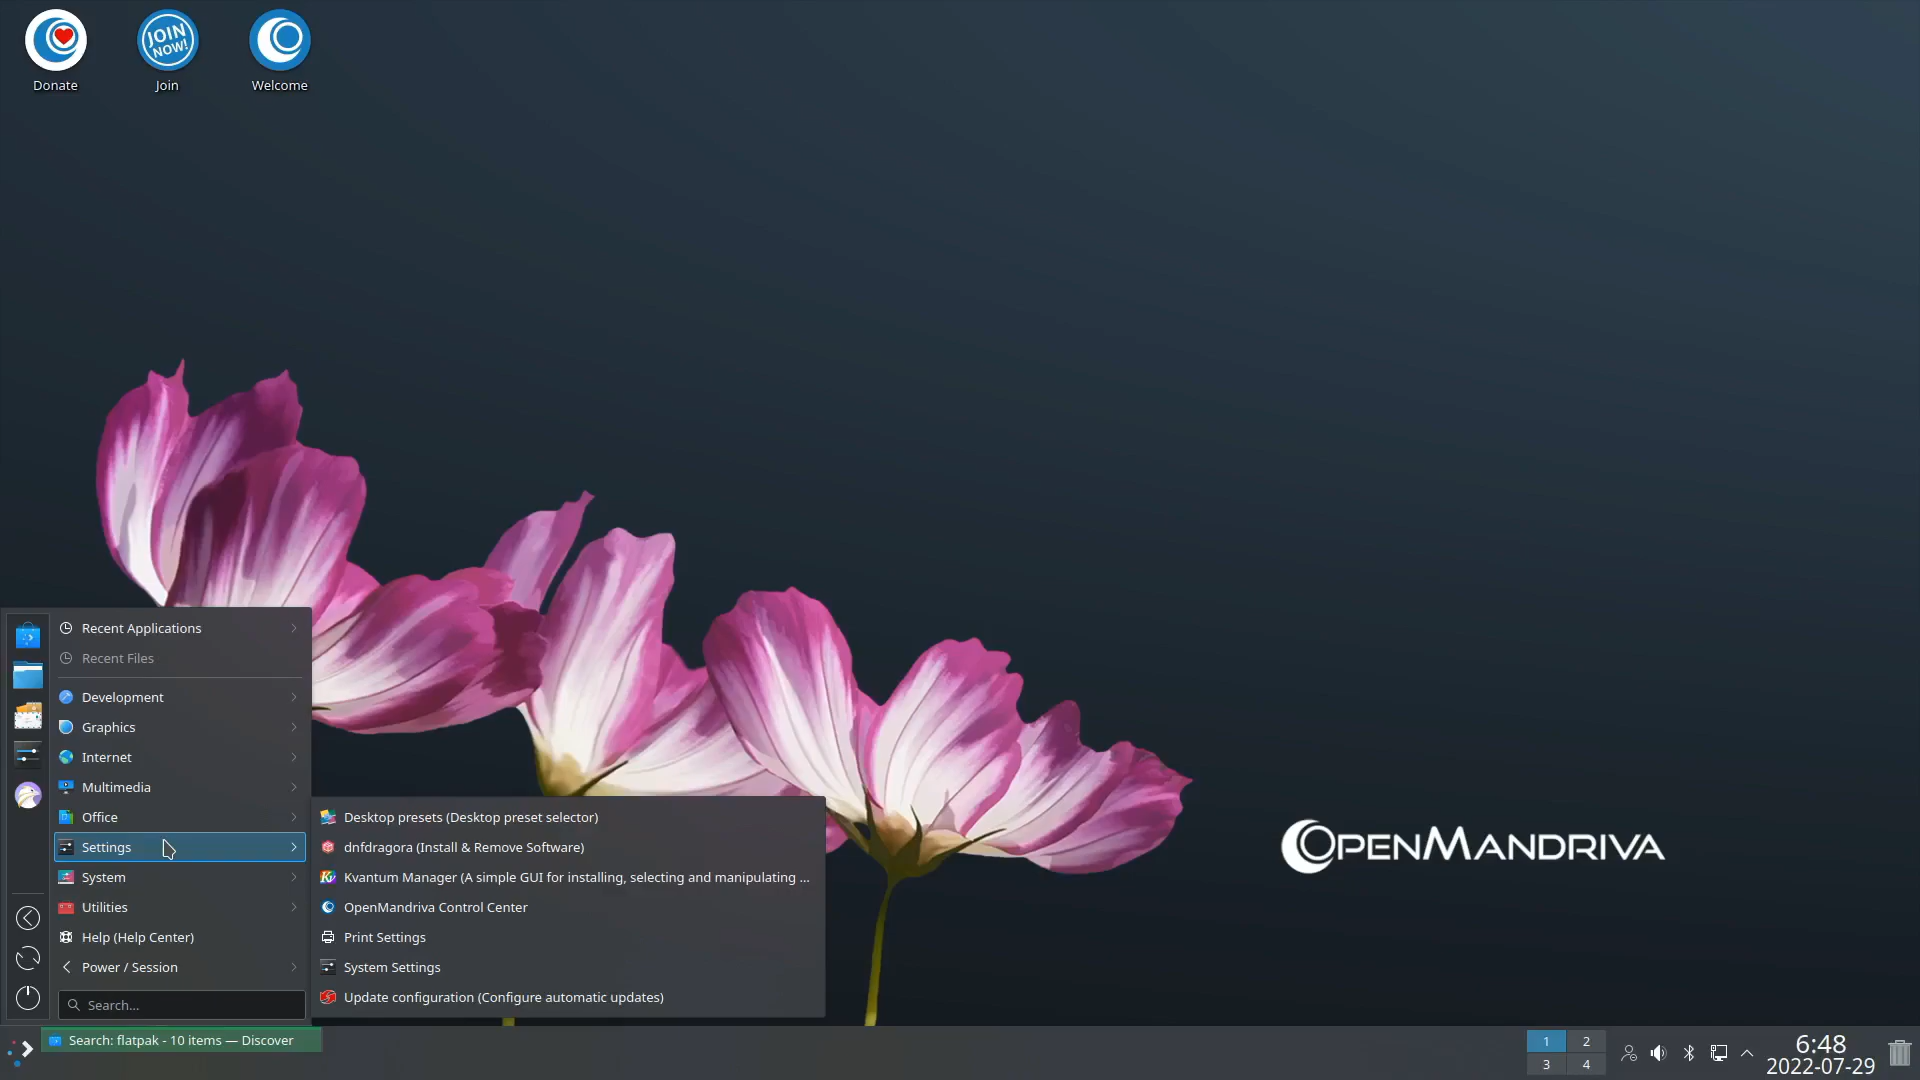 Donate
Join
Welcome
JOIN
NOW!
Recent Applications
Recent Files
Development
Graphics
Internet
Multimedia
Office
Settings
System
Utilities
Help (Help Center)
Power / Session
Search...
Desktop presets (Desktop preset selector)
dnfdragora (Install & Remove Software)
Kvantum Manager (A simple GUI for installing, selecting and manipulating ...
OpenMandriva Control Center
Print Settings
System Settings
Update configuration (Configure automatic updates)
OPENMANDRIVA
Search: flatpak - 10 items — Discover
1 2
3 4
6:48
2022-07-29